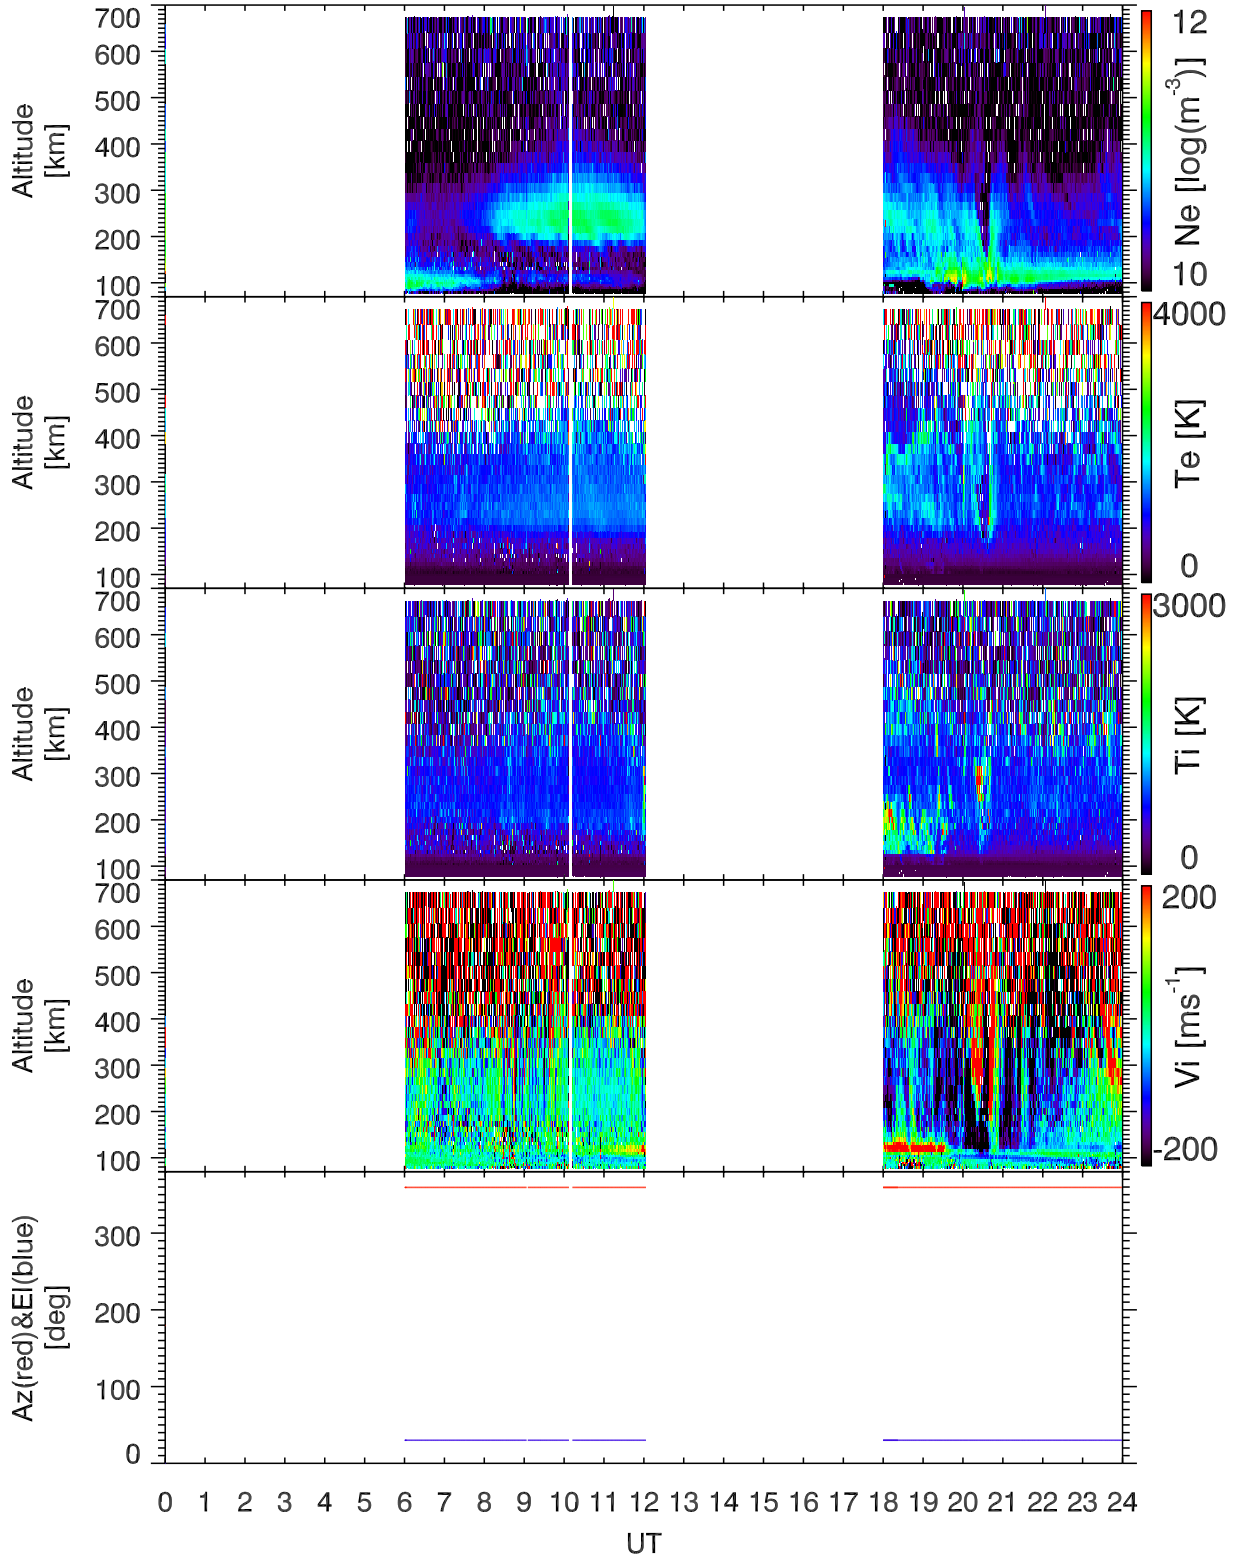 700
600
500
400
300
200
100
Altitude
[km]
12
10
Ne [log(m⁻³)]
700
600
500
400
300
200
100
Altitude
[km]
4000
0
Te [K]
700
600
500
400
300
200
100
Altitude
[km]
3000
0
Ti [K]
700
600
500
400
300
200
100
Altitude
[km]
200
-200
Vi [ms⁻¹]
300
200
100
0
Az(red)&El(blue)
[deg]
0 1 2 3 4 5 6 7 8 9 10 11 12 13 14 15 16 17 18 19 20 21 22 23 24
UT